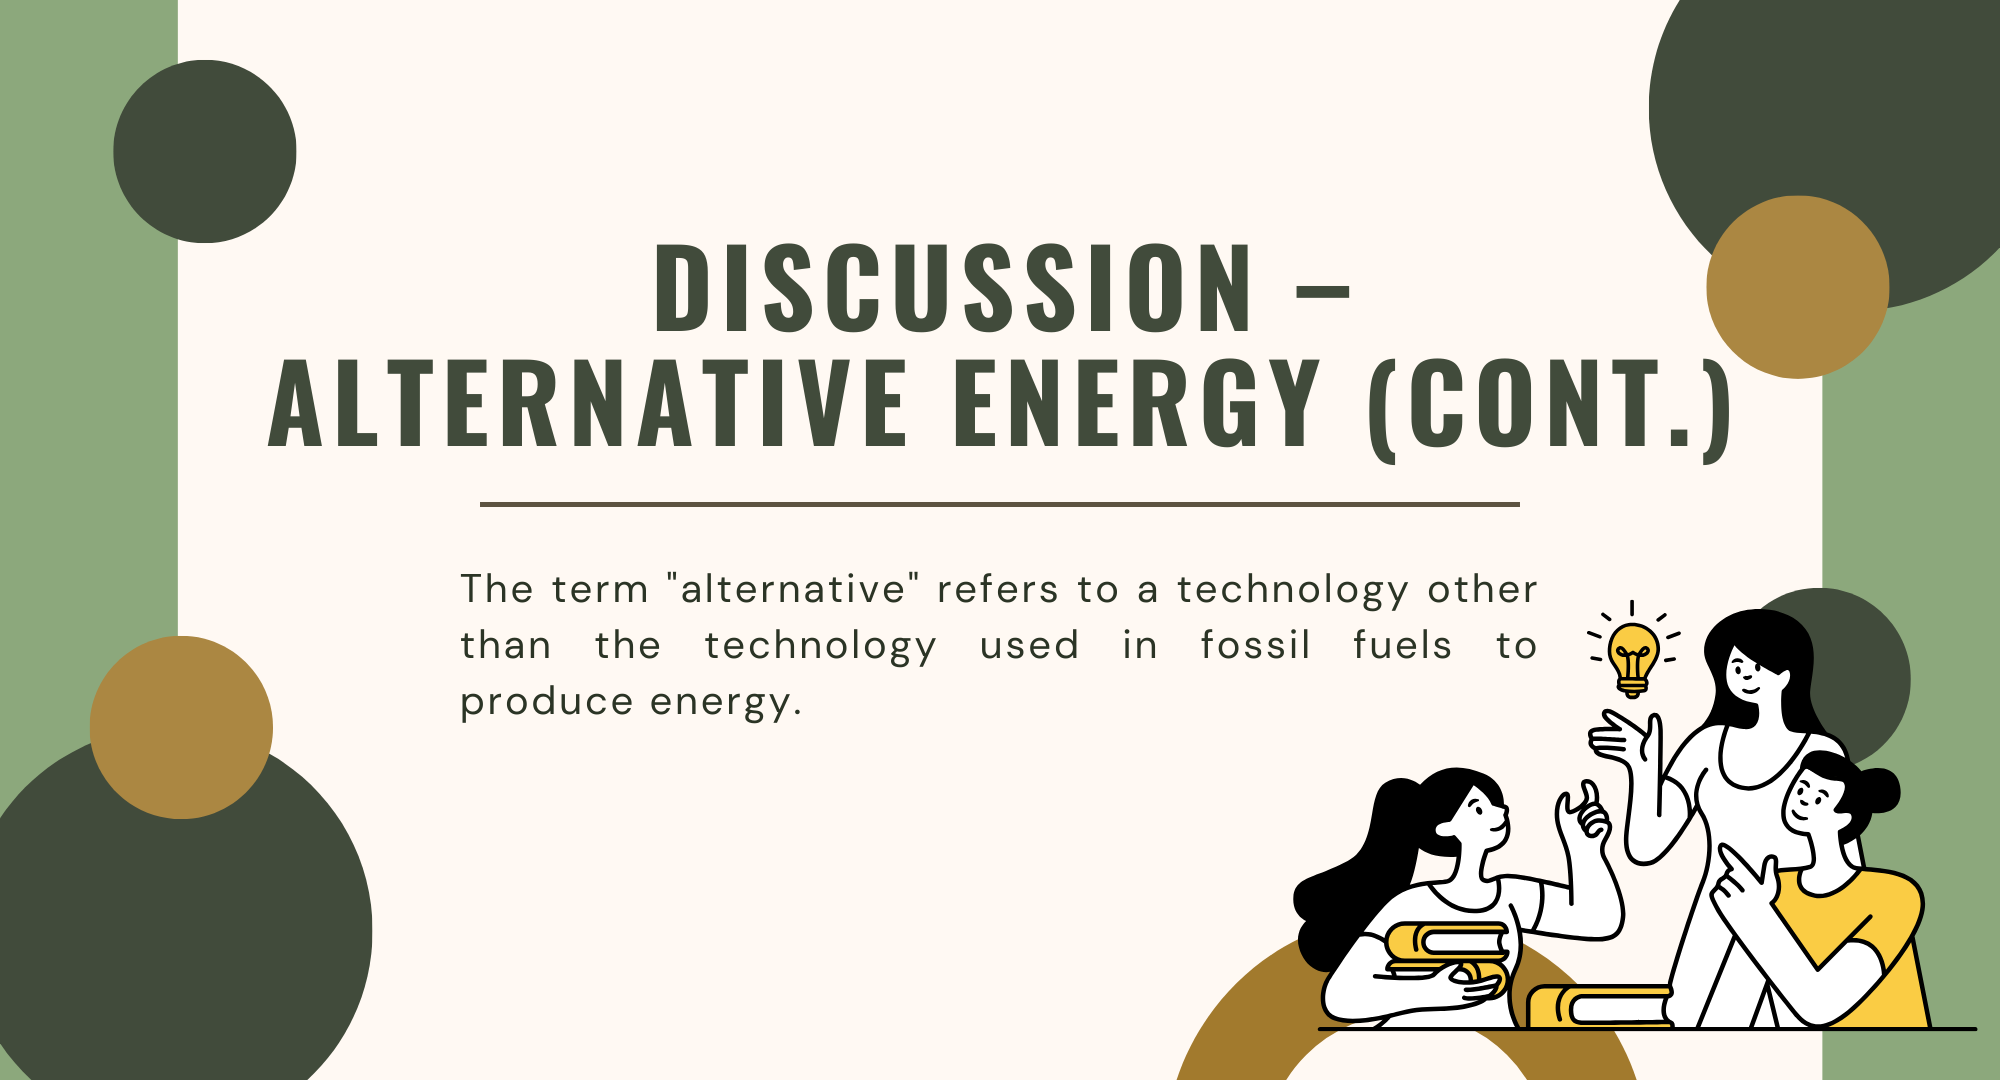 DISCUSSION –
ALTERNATIVE ENERGY (CONT.)
The term "alternative" refers to a technology other
than the technology used in fossil fuels to
produce energy.